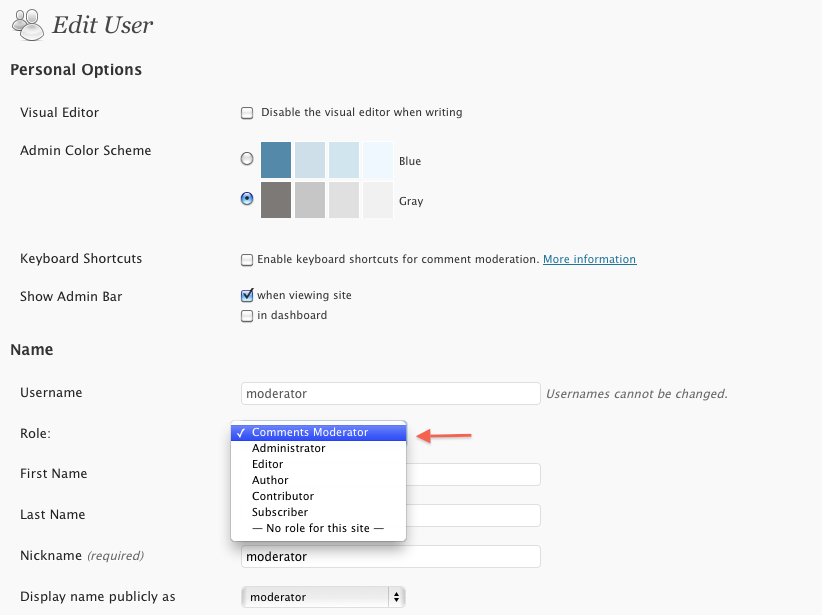 Edit User
Personal Options
Visual Editor
Disable the visual editor when writing
Admin Color Scheme
Blue
Gray
Keyboard Shortcuts
Enable keyboard shortcuts for comment moderation. More information
Show Admin Bar
when viewing site
in dashboard
Name
Username
moderator
Usernames cannot be changed.
Role:
✓ Comments Moderator
Administrator
Editor
Author
Contributor
Subscriber
— No role for this site —
First Name
Last Name
Nickname (required)
moderator
Display name publicly as
moderator